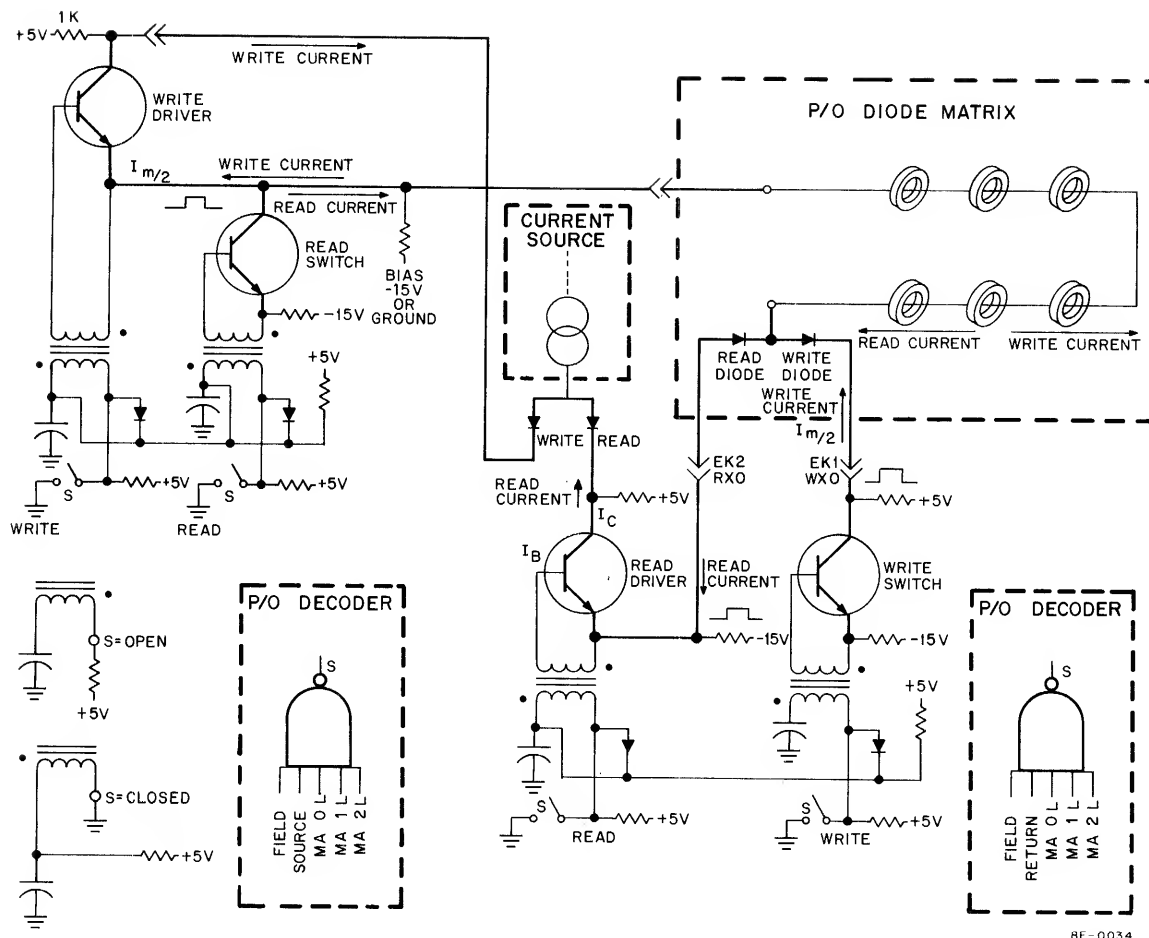 1K
+5V
WRITE CURRENT
WRITE
DRIVER
P/O DIODE MATRIX
I m/2
WRITE CURRENT
READ CURRENT
READ
SWITCH
BIAS
-15V
OR
GROUND
-15V
CURRENT
SOURCE
+5V
READ CURRENT
WRITE CURRENT
READ
DIODE
WRITE
DIODE
WRITE
CURRENT
I m/2
WRITE
READ
EK2
RX0
EK1
WX0
+5V
S
+5V
WRITE
S
+5V
READ
READ
CURRENT
+5V
I C
I B
READ
DRIVER
READ
CURRENT
WRITE
SWITCH
-15V
-15V
S=OPEN
+5V
S=CLOSED
+5V
P/O DECODER
S
FIELD
SOURCE
MA 0 L
MA 1 L
MA 2 L
+5V
S
READ
+5V
S
WRITE
+5V
P/O DECODER
S
FIELD
RETURN
MA 0 L
MA 1 L
MA 2 L
8E-0034